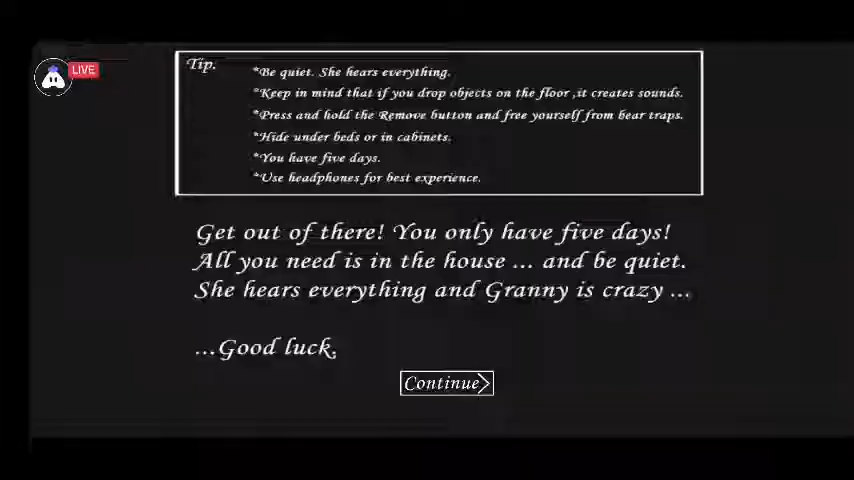 LIVE
Tip:
*Be quiet. She hears everything.
*Keep in mind that if you drop objects on the floor ,it creates sounds.
*Press and hold the Remove button and free yourself from bear traps.
*Hide under beds or in cabinets.
*You have five days.
*Use headphones for best experience.
Get out of there! You only have five days!
All you need is in the house ... and be quiet.
She hears everything and Granny is crazy ...
...Good luck.
Continue